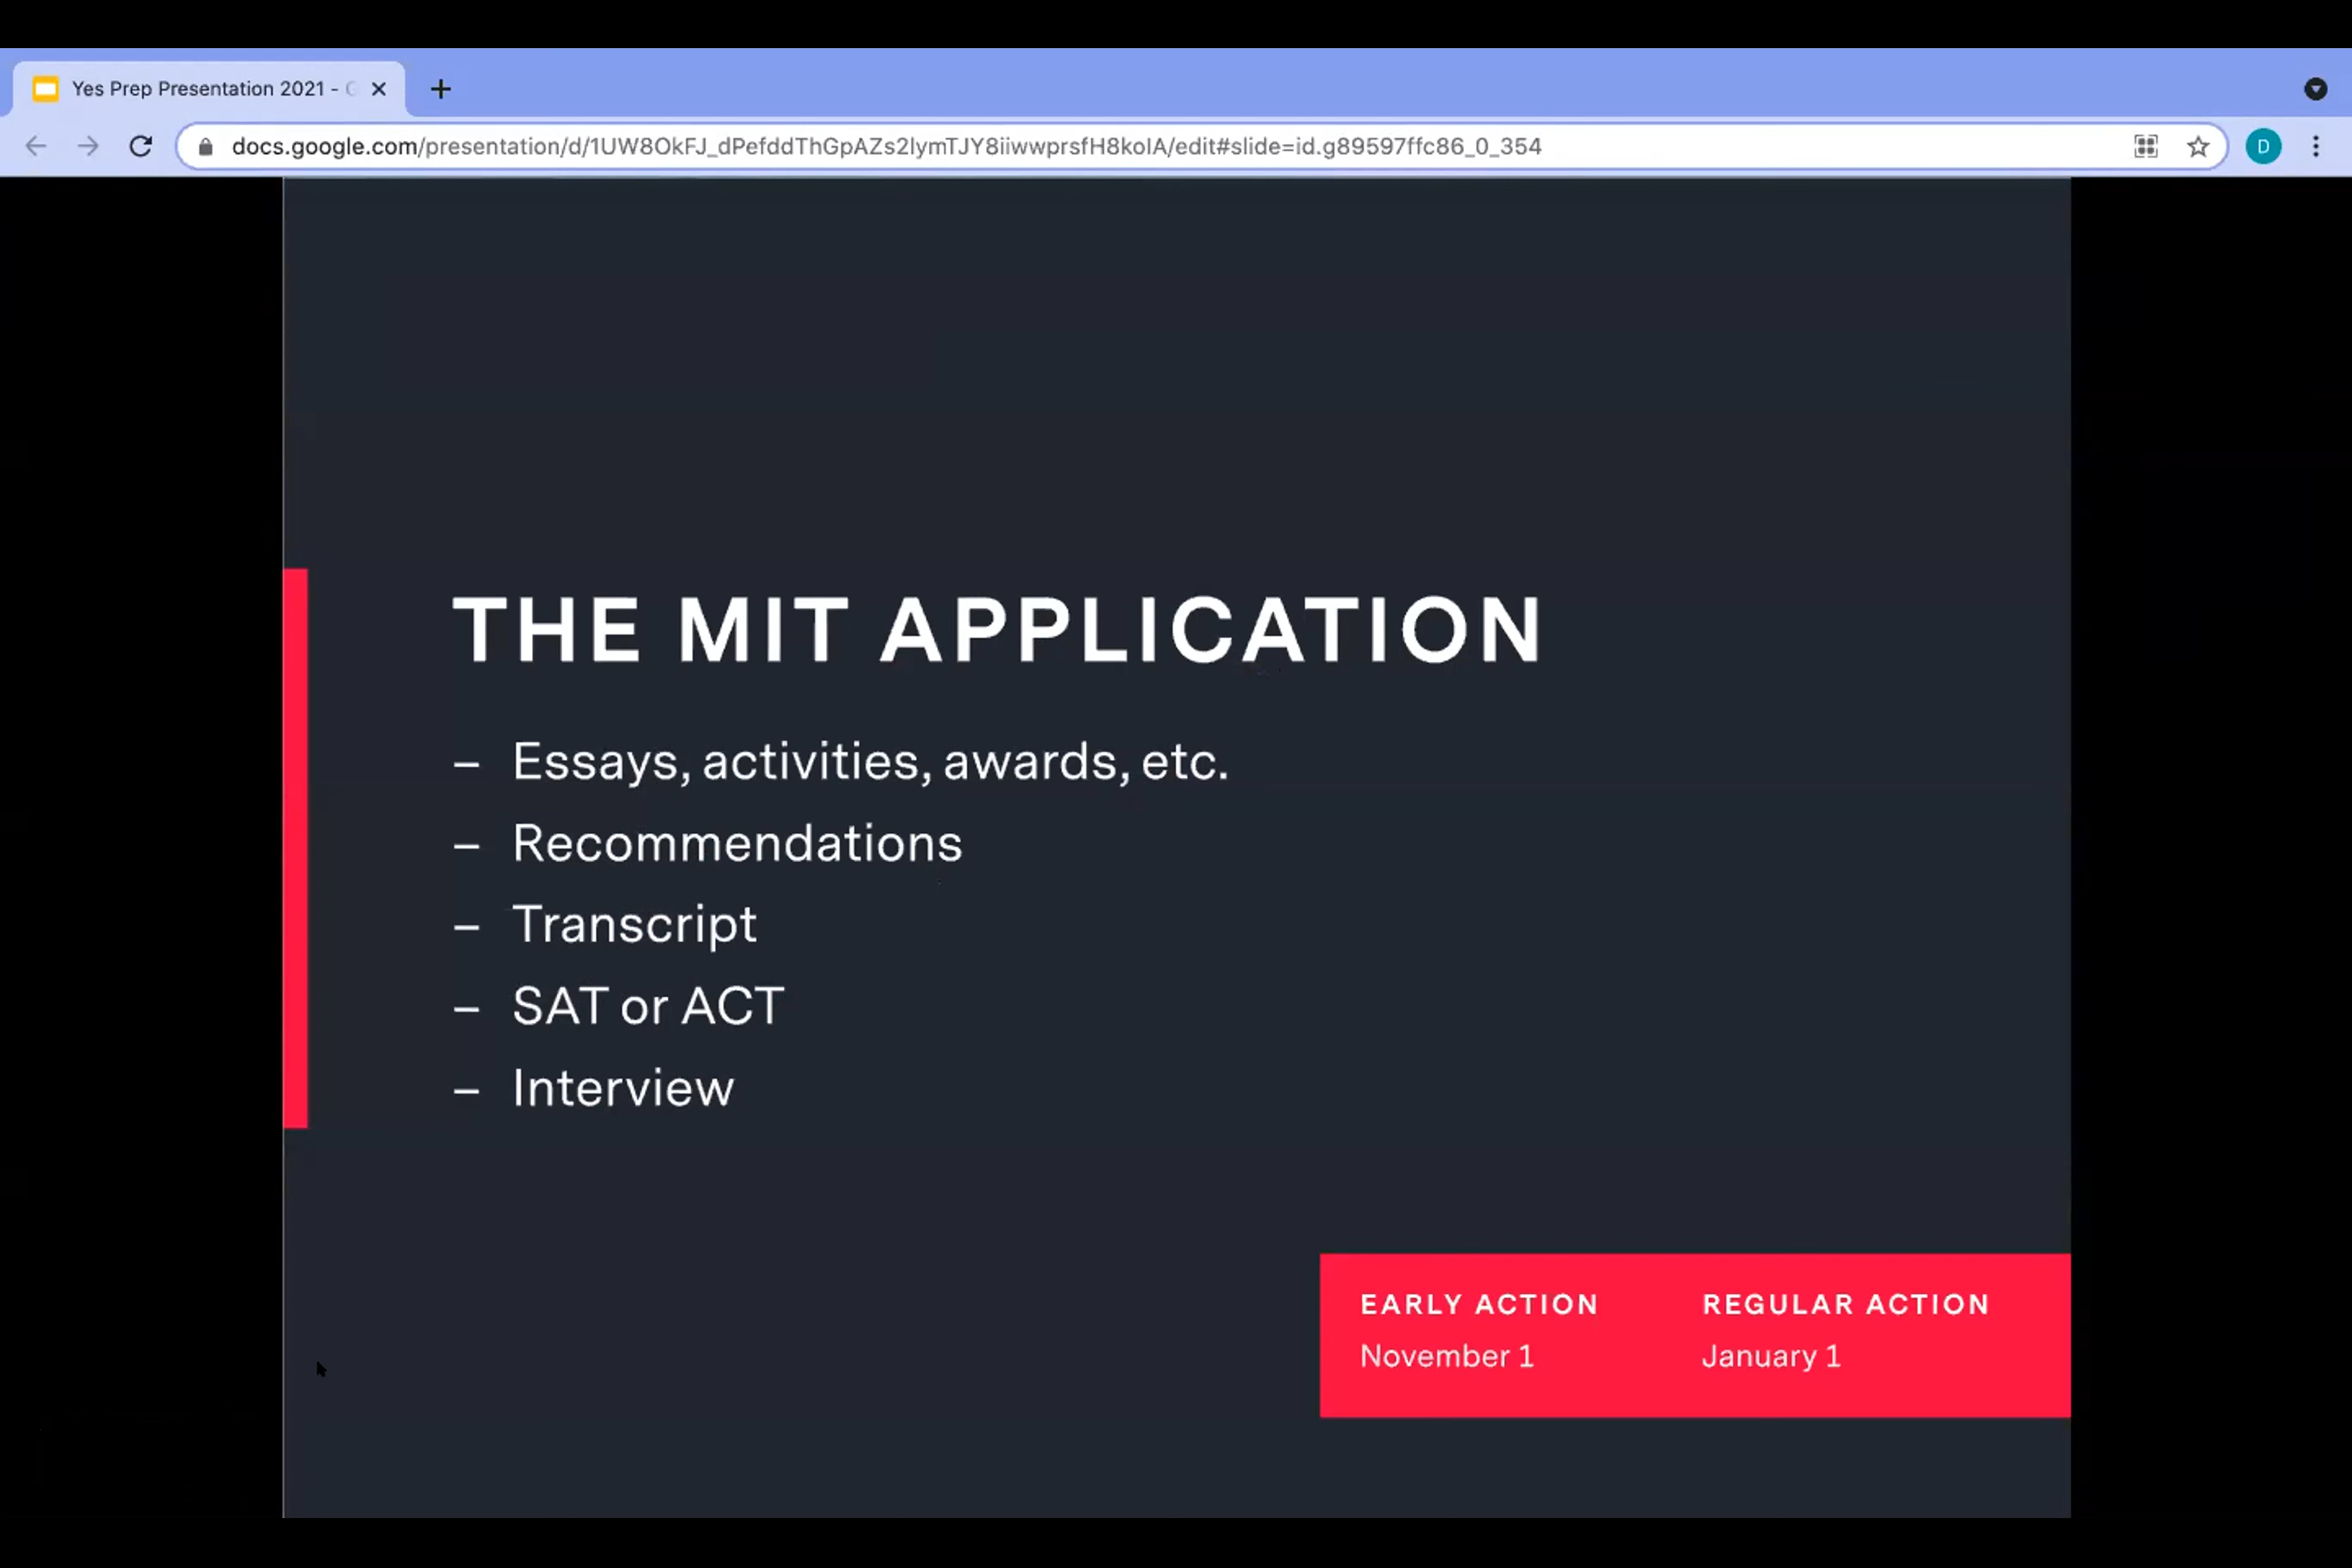 Yes Prep Presentation 2021 -
docs.google.com/presentation/d/1UW8OkFJ_dPefddThGpAZs2lymTJY8iiwwprsfH8kolA/edit#slide=id.g89597ffc86_0_354
D
THE MIT APPLICATION
– Essays, activities, awards, etc.
– Recommendations
– Transcript
– SAT or ACT
– Interview
EARLY ACTION REGULAR ACTION
November 1 January 1